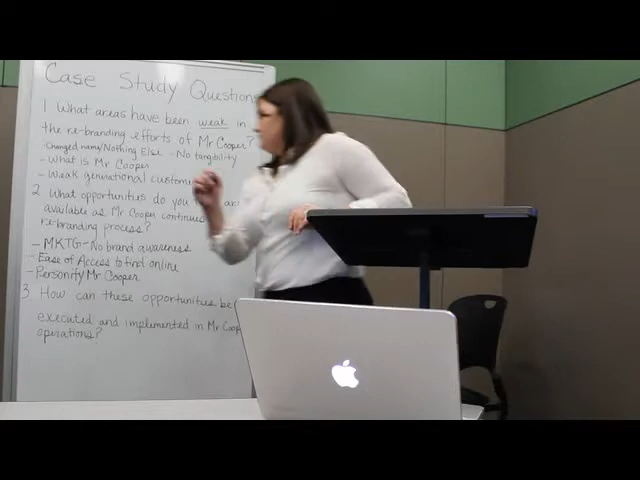 Case Study Questions
1 What areas have been weak in
the re-branding efforts of Mr Cooper?
-changed name/Nothing Else -No tangibility
-What is Mr Cooper
-Weak generational custome
2 What opportunities do you
available as Mr Cooper continues
re-branding process?
-MKTG-No brand awareness
-Ease of Access to find online
-Personify Mr Cooper
3 How can these opportunities be
executed and implemented in Mr Coop
operations?